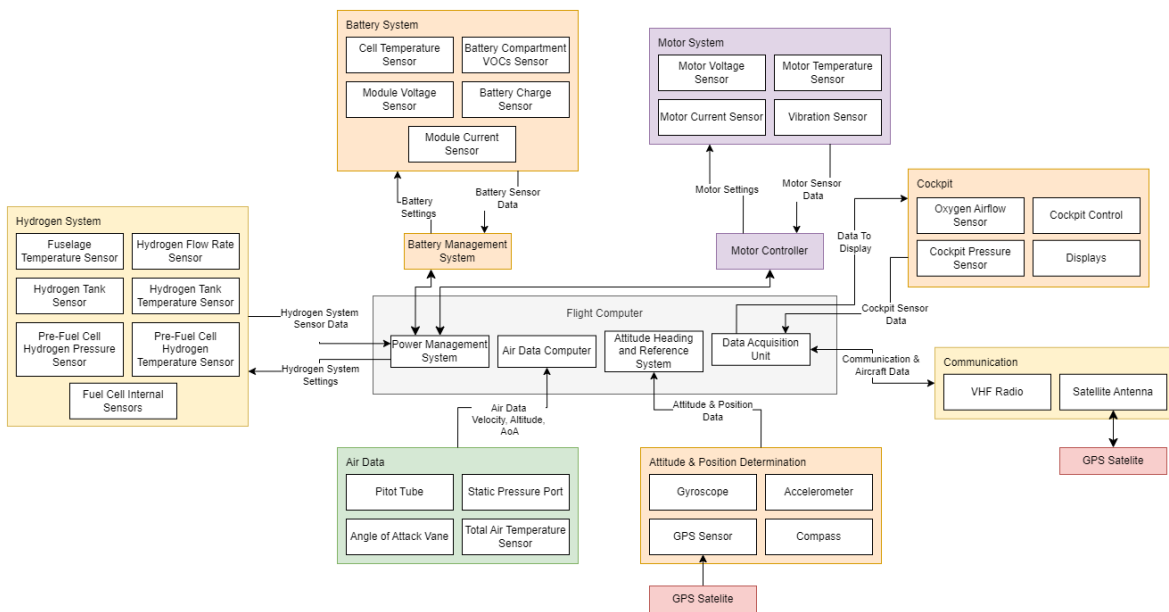 Battery System
Cell Temperature
Sensor
Battery Compartment
VOCs Sensor
Module Voltage
Sensor
Battery Charge
Sensor
Module Current
Sensor
Motor System
Motor Voltage
Sensor
Motor Temperature
Sensor
Motor Current Sensor
Vibration Sensor
Battery
Settings
Battery Sensor
Data
Motor Settings
Motor Sensor
Data
Cockpit
Oxygen Airflow
Sensor
Cockpit Control
Cockpit Pressure
Sensor
Displays
Hydrogen System
Fuselage
Temperature Sensor
Hydrogen Flow Rate
Sensor
Hydrogen Tank
Sensor
Hydrogen Tank
Temperature Sensor
Pre-Fuel Cell
Hydrogen Pressure
Sensor
Pre-Fuel Cell
Hydrogen
Temperature Sensor
Fuel Cell Internal
Sensors
Battery Management
System
Motor Controller
Data To
Display
Cockpit Sensor
Data
Hydrogen System
Sensor Data
Hydrogen System
Settings
Flight Computer
Power Management
System
Air Data Computer
Attitude Heading
and Reference
System
Data Acquisition
Unit
Communication &
Aircraft Data
Communication
VHF Radio
Satellite Antenna
GPS Satelite
Air Data
Velocity, Altitude,
AoA
Attitude & Position
Data
Air Data
Pitot Tube
Static Pressure Port
Angle of Attack Vane
Total Air Temperature
Sensor
Attitude & Position Determination
Gyroscope
Accelerometer
GPS Sensor
Compass
GPS Satelite